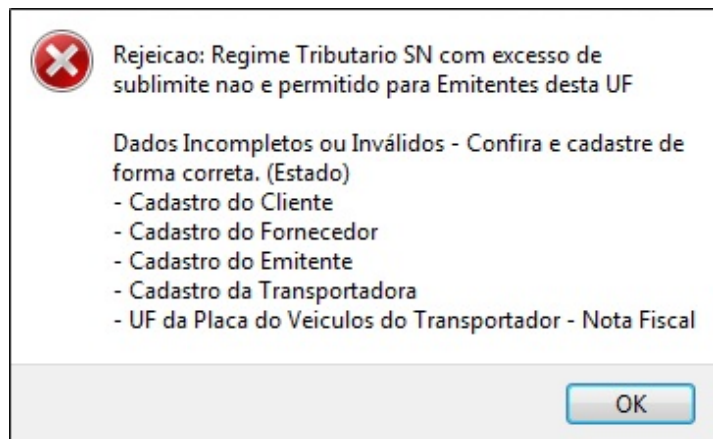 Rejeicao: Regime Tributario SN com excesso de
sublimite nao e permitido para Emitentes desta UF
Dados Incompletos ou Inválidos - Confira e cadastre de
forma correta. (Estado)
- Cadastro do Cliente
- Cadastro do Fornecedor
- Cadastro do Emitente
- Cadastro da Transportadora
- UF da Placa do Veiculos do Transportador - Nota Fiscal
OK